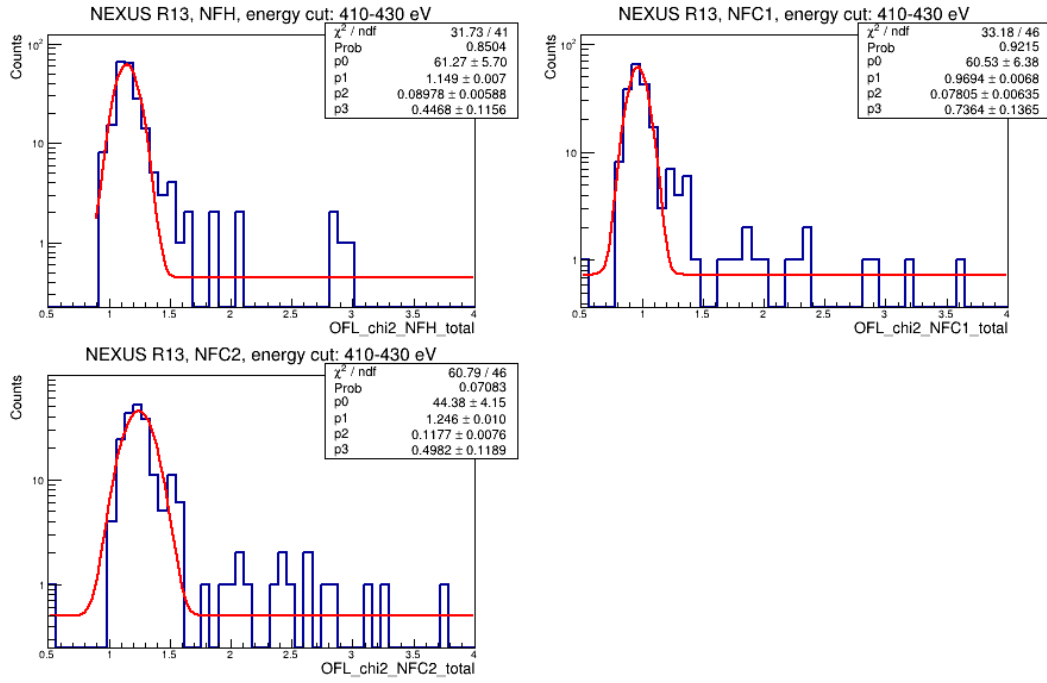 NEXUS R13, NFH, energy cut: 410-430 eV
χ² / ndf 31.73 / 41
Prob 0.8504
p0 61.27 ± 5.70
p1 1.149 ± 0.007
p2 0.08978 ± 0.00588
p3 0.4468 ± 0.1156
Counts
10²
10
1
0.5 1 1.5 2 2.5 3 3.5 4
OFL_chi2_NFH_total
NEXUS R13, NFC1, energy cut: 410-430 eV
χ² / ndf 33.18 / 46
Prob 0.9215
p0 60.53 ± 6.38
p1 0.9694 ± 0.0068
p2 0.07805 ± 0.00635
p3 0.7364 ± 0.1365
Counts
10²
10
1
0.5 1 1.5 2 2.5 3 3.5 4
OFL_chi2_NFC1_total
NEXUS R13, NFC2, energy cut: 410-430 eV
χ² / ndf 60.79 / 46
Prob 0.07083
p0 44.38 ± 4.15
p1 1.246 ± 0.010
p2 0.1177 ± 0.0076
p3 0.4982 ± 0.1189
Counts
10
1
0.5 1 1.5 2 2.5 3 3.5 4
OFL_chi2_NFC2_total